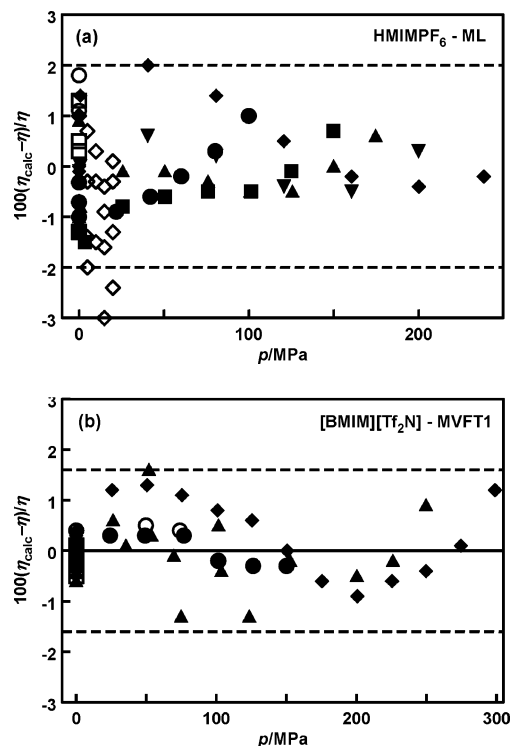 (a) HMIMPF₆ - ML
3
2
1
0
-1
-2
-3
100(ηcalc−η)/η
0 100 200
p/MPa
(b) [BMIM][Tf₂N] - MVFT1
3
2
1
0
-1
-2
-3
100(ηcalc−η)/η
0 100 200 300
p/MPa